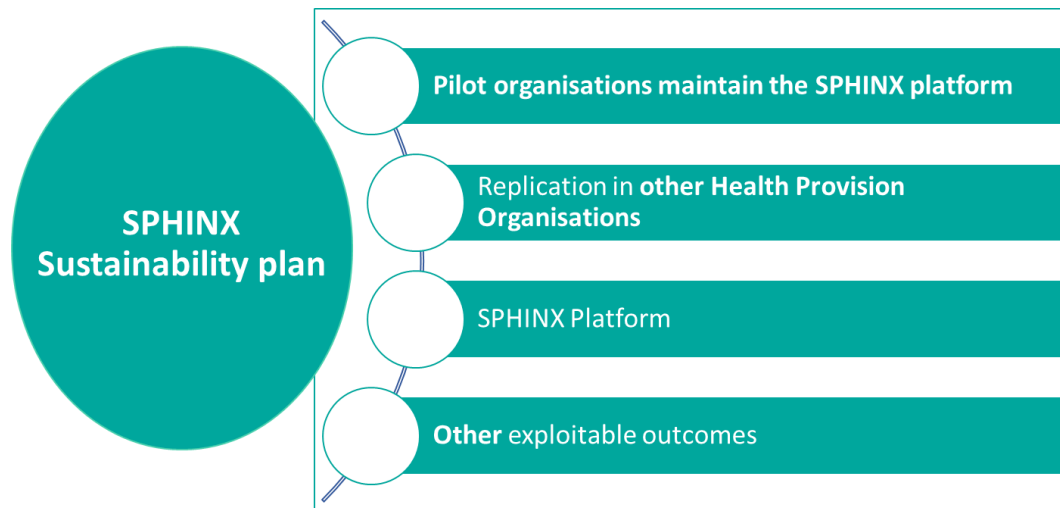 SPHINX
Sustainability plan
Pilot organisations maintain the SPHINX platform
Replication in other Health Provision
Organisations
SPHINX Platform
Other exploitable outcomes